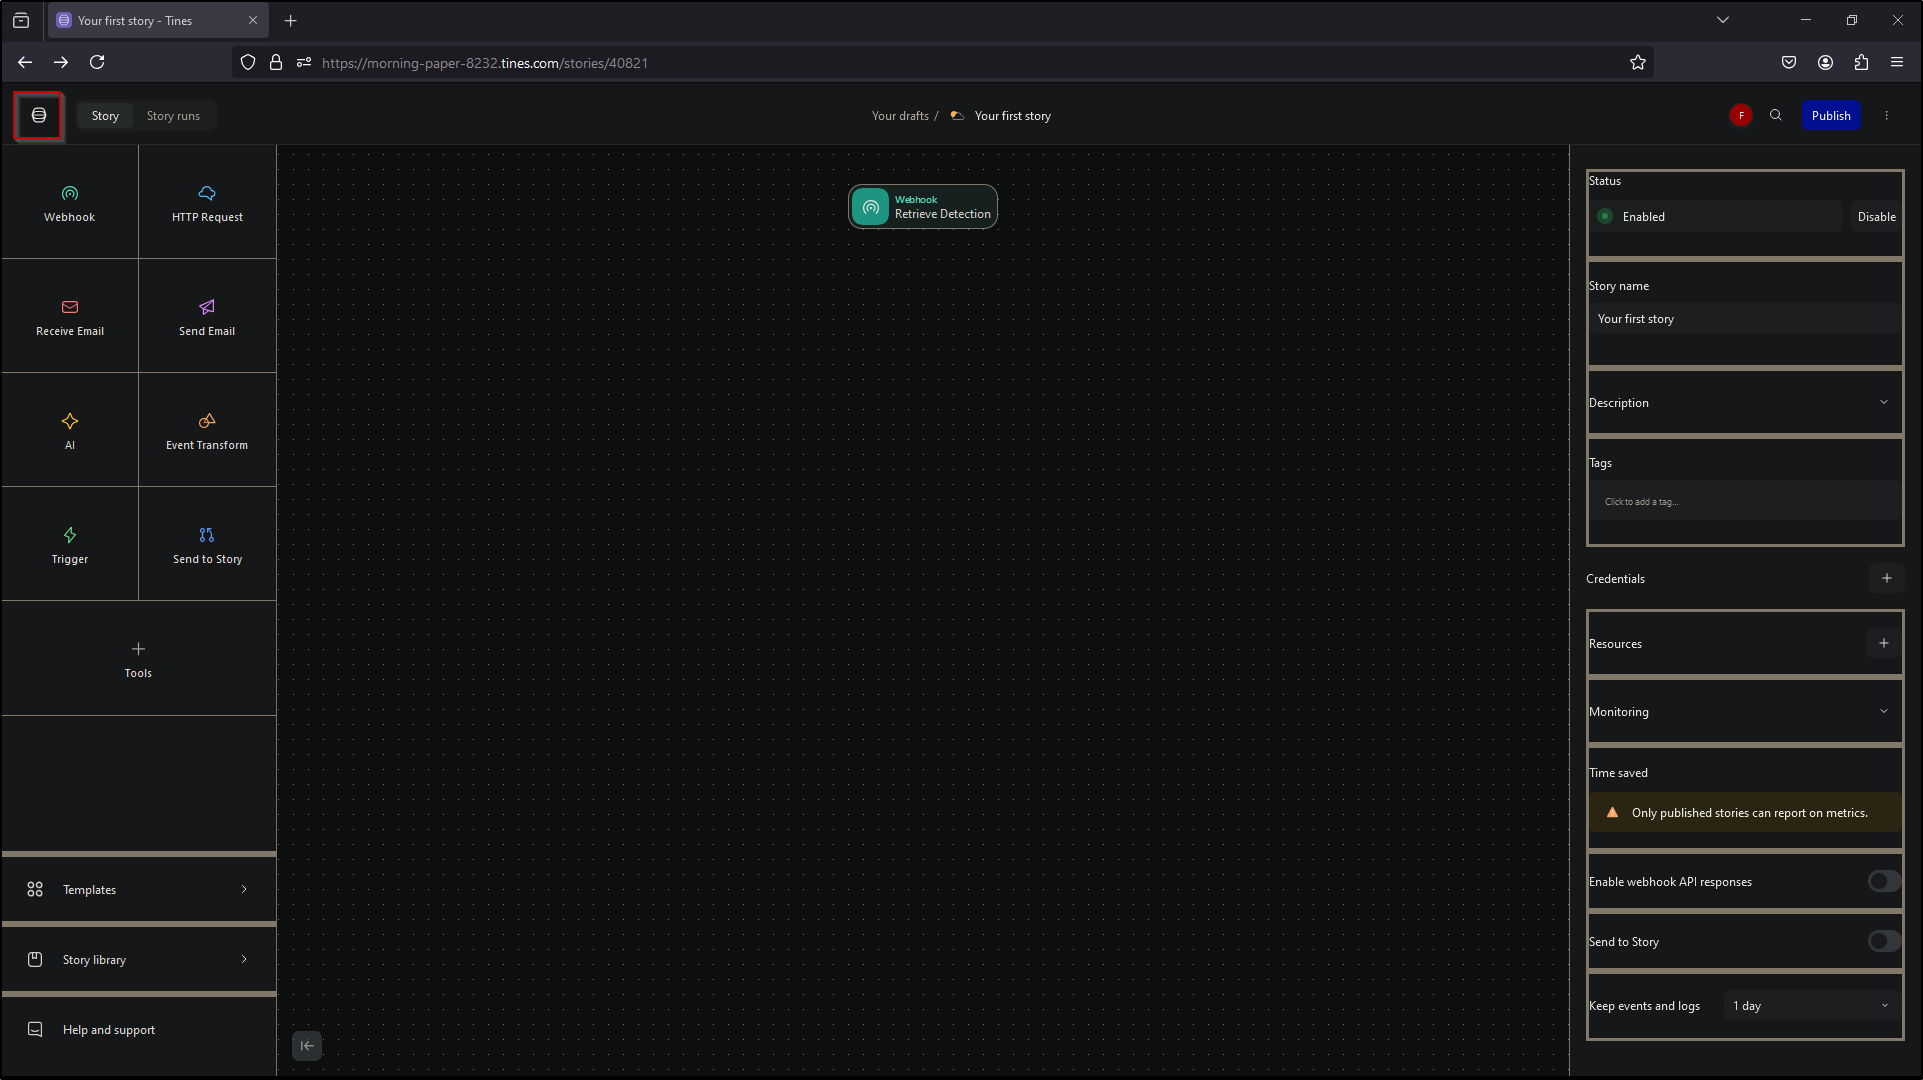 Your first story - Tines
https://morning-paper-8232.tines.com/stories/40821
Story
Story runs
Your drafts /
Your first story
F
Publish
Webhook
HTTP Request
Receive Email
Send Email
AI
Event Transform
Trigger
Send to Story
Tools
Templates
Story library
Help and support
Webhook
Retrieve Detection
Status
Enabled
Disable
Story name
Your first story
Description
Tags
Click to add a tag...
Credentials
Resources
Monitoring
Time saved
Only published stories can report on metrics.
Enable webhook API responses
Send to Story
Keep events and logs
1 day